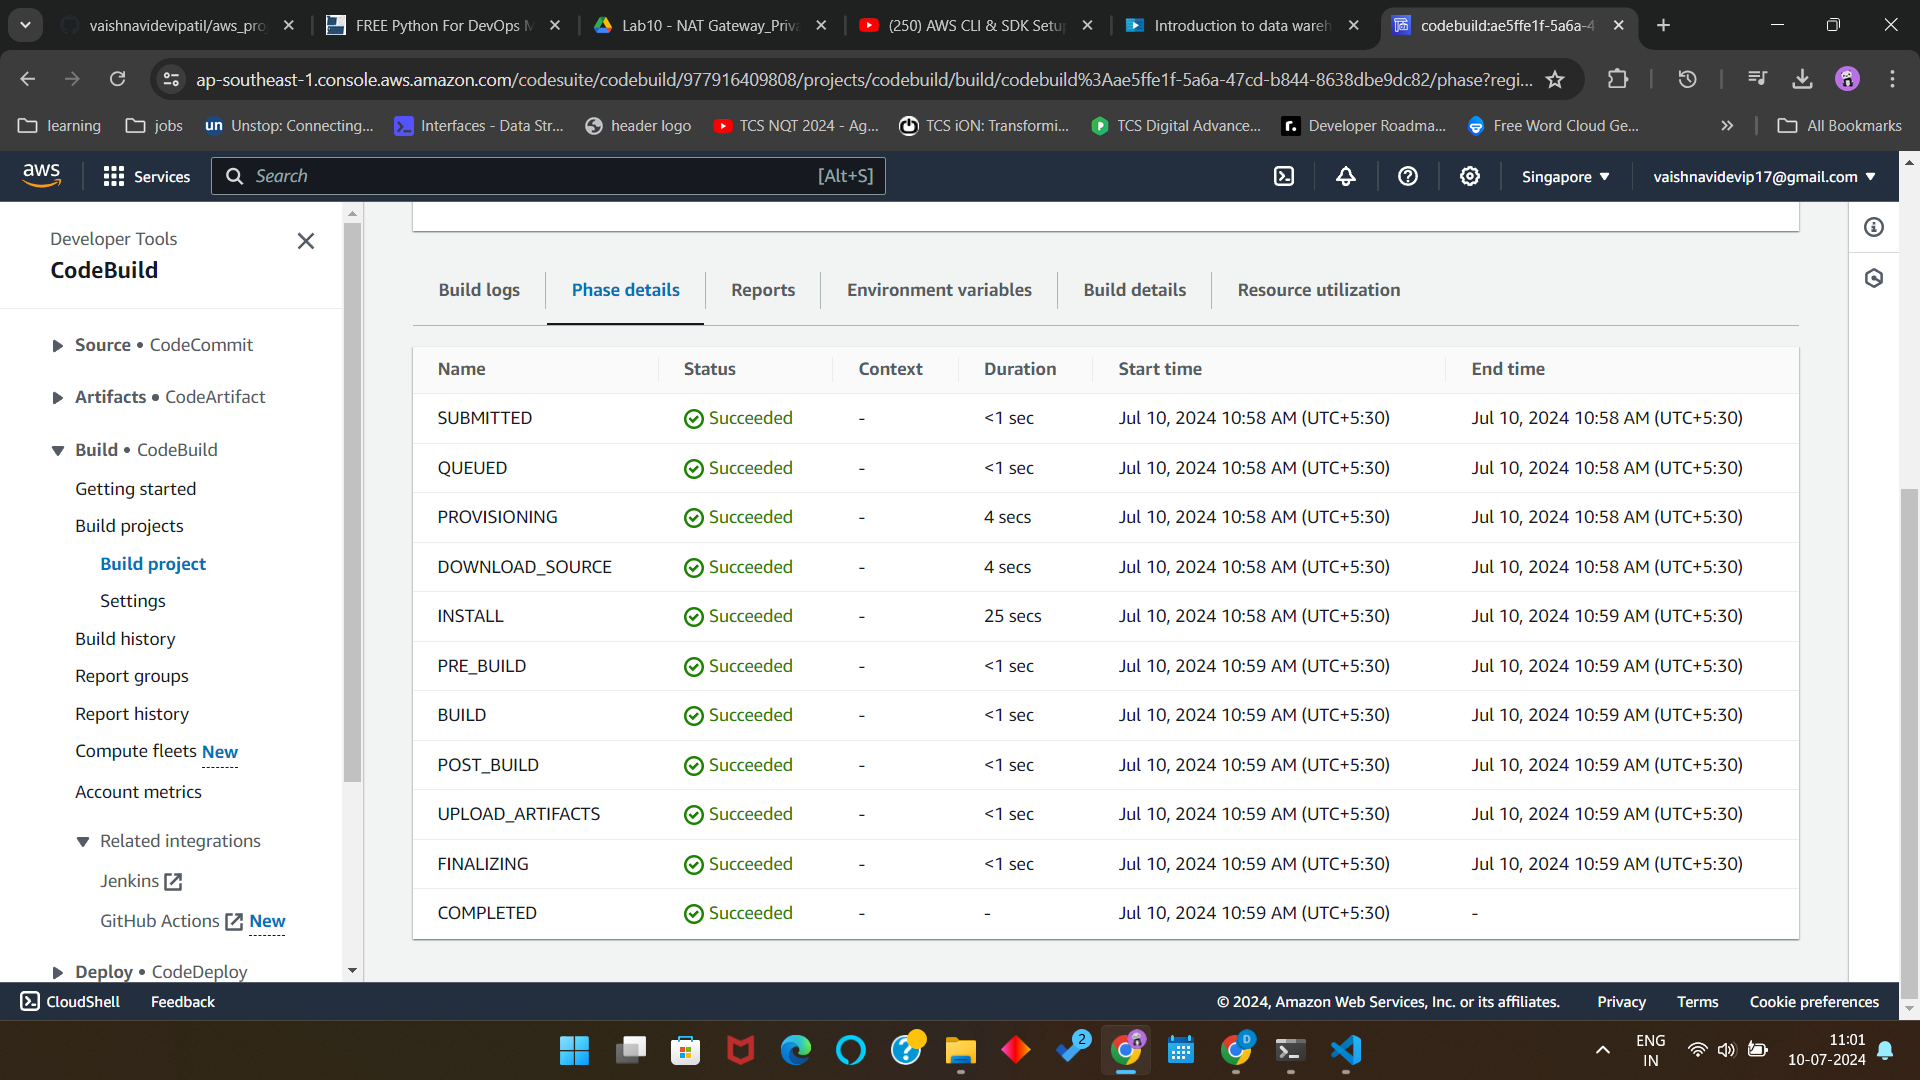 vaishnavidevipatil/aws_pro
FREE Python For DevOps M
Lab10 - NAT Gateway_Priva
(250) AWS CLI & SDK Setu
Introduction to data wareh
codebuild:ae5ffe1f-5a6a-4
ap-southeast-1.console.aws.amazon.com/codesuite/codebuild/977916409808/projects/codebuild/build/codebuild%3Aae5ffe1f-5a6a-47cd-b844-8638dbe9dc82/phase?regi...
learning
jobs
un Unstop: Connecting...
Interfaces - Data Str...
header logo
TCS NQT 2024 - Ag...
TCS iON: Transformi...
TCS Digital Advance...
r. Developer Roadma...
Free Word Cloud Ge...
All Bookmarks
aws
Services
Search [Alt+S]
Singapore
vaishnavidevip17@gmail.com
Developer Tools
CodeBuild
Source • CodeCommit
Artifacts • CodeArtifact
Build • CodeBuild
Getting started
Build projects
Build project
Settings
Build history
Report groups
Report history
Compute fleets New
Account metrics
Related integrations
Jenkins
GitHub Actions New
Deploy • CodeDeploy
Build logs Phase details Reports Environment variables Build details Resource utilization
Name Status Context Duration Start time End time
SUBMITTED Succeeded - <1 sec Jul 10, 2024 10:58 AM (UTC+5:30) Jul 10, 2024 10:58 AM (UTC+5:30)
QUEUED Succeeded - <1 sec Jul 10, 2024 10:58 AM (UTC+5:30) Jul 10, 2024 10:58 AM (UTC+5:30)
PROVISIONING Succeeded - 4 secs Jul 10, 2024 10:58 AM (UTC+5:30) Jul 10, 2024 10:58 AM (UTC+5:30)
DOWNLOAD_SOURCE Succeeded - 4 secs Jul 10, 2024 10:58 AM (UTC+5:30) Jul 10, 2024 10:58 AM (UTC+5:30)
INSTALL Succeeded - 25 secs Jul 10, 2024 10:58 AM (UTC+5:30) Jul 10, 2024 10:59 AM (UTC+5:30)
PRE_BUILD Succeeded - <1 sec Jul 10, 2024 10:59 AM (UTC+5:30) Jul 10, 2024 10:59 AM (UTC+5:30)
BUILD Succeeded - <1 sec Jul 10, 2024 10:59 AM (UTC+5:30) Jul 10, 2024 10:59 AM (UTC+5:30)
POST_BUILD Succeeded - <1 sec Jul 10, 2024 10:59 AM (UTC+5:30) Jul 10, 2024 10:59 AM (UTC+5:30)
UPLOAD_ARTIFACTS Succeeded - <1 sec Jul 10, 2024 10:59 AM (UTC+5:30) Jul 10, 2024 10:59 AM (UTC+5:30)
FINALIZING Succeeded - <1 sec Jul 10, 2024 10:59 AM (UTC+5:30) Jul 10, 2024 10:59 AM (UTC+5:30)
COMPLETED Succeeded - - Jul 10, 2024 10:59 AM (UTC+5:30) -
CloudShell Feedback
© 2024, Amazon Web Services, Inc. or its affiliates. Privacy Terms Cookie preferences
2
D
ENG
IN
11:01
10-07-2024